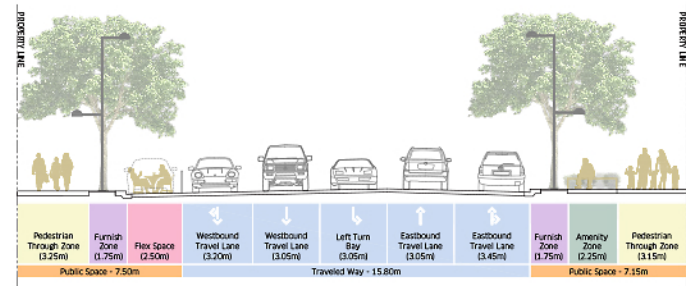 PROPERTY LINE
PROPERTY LINE
Pedestrian
Through Zone
(3.25m)
Furnish
Zone
(1.75m)
Flex Space
(2.50m)
Westbound
Travel Lane
(3.20m)
Westbound
Travel Lane
(3.05m)
Left Turn
Bay
(3.05m)
Eastbound
Travel Lane
(3.05m)
Eastbound
Travel Lane
(3.45m)
Furnish
Zone
(1.75m)
Amenity
Zone
(2.25m)
Pedestrian
Through Zone
(3.15m)
Public Space - 7.50m
Traveled Way - 15.80m
Public Space - 7.15m